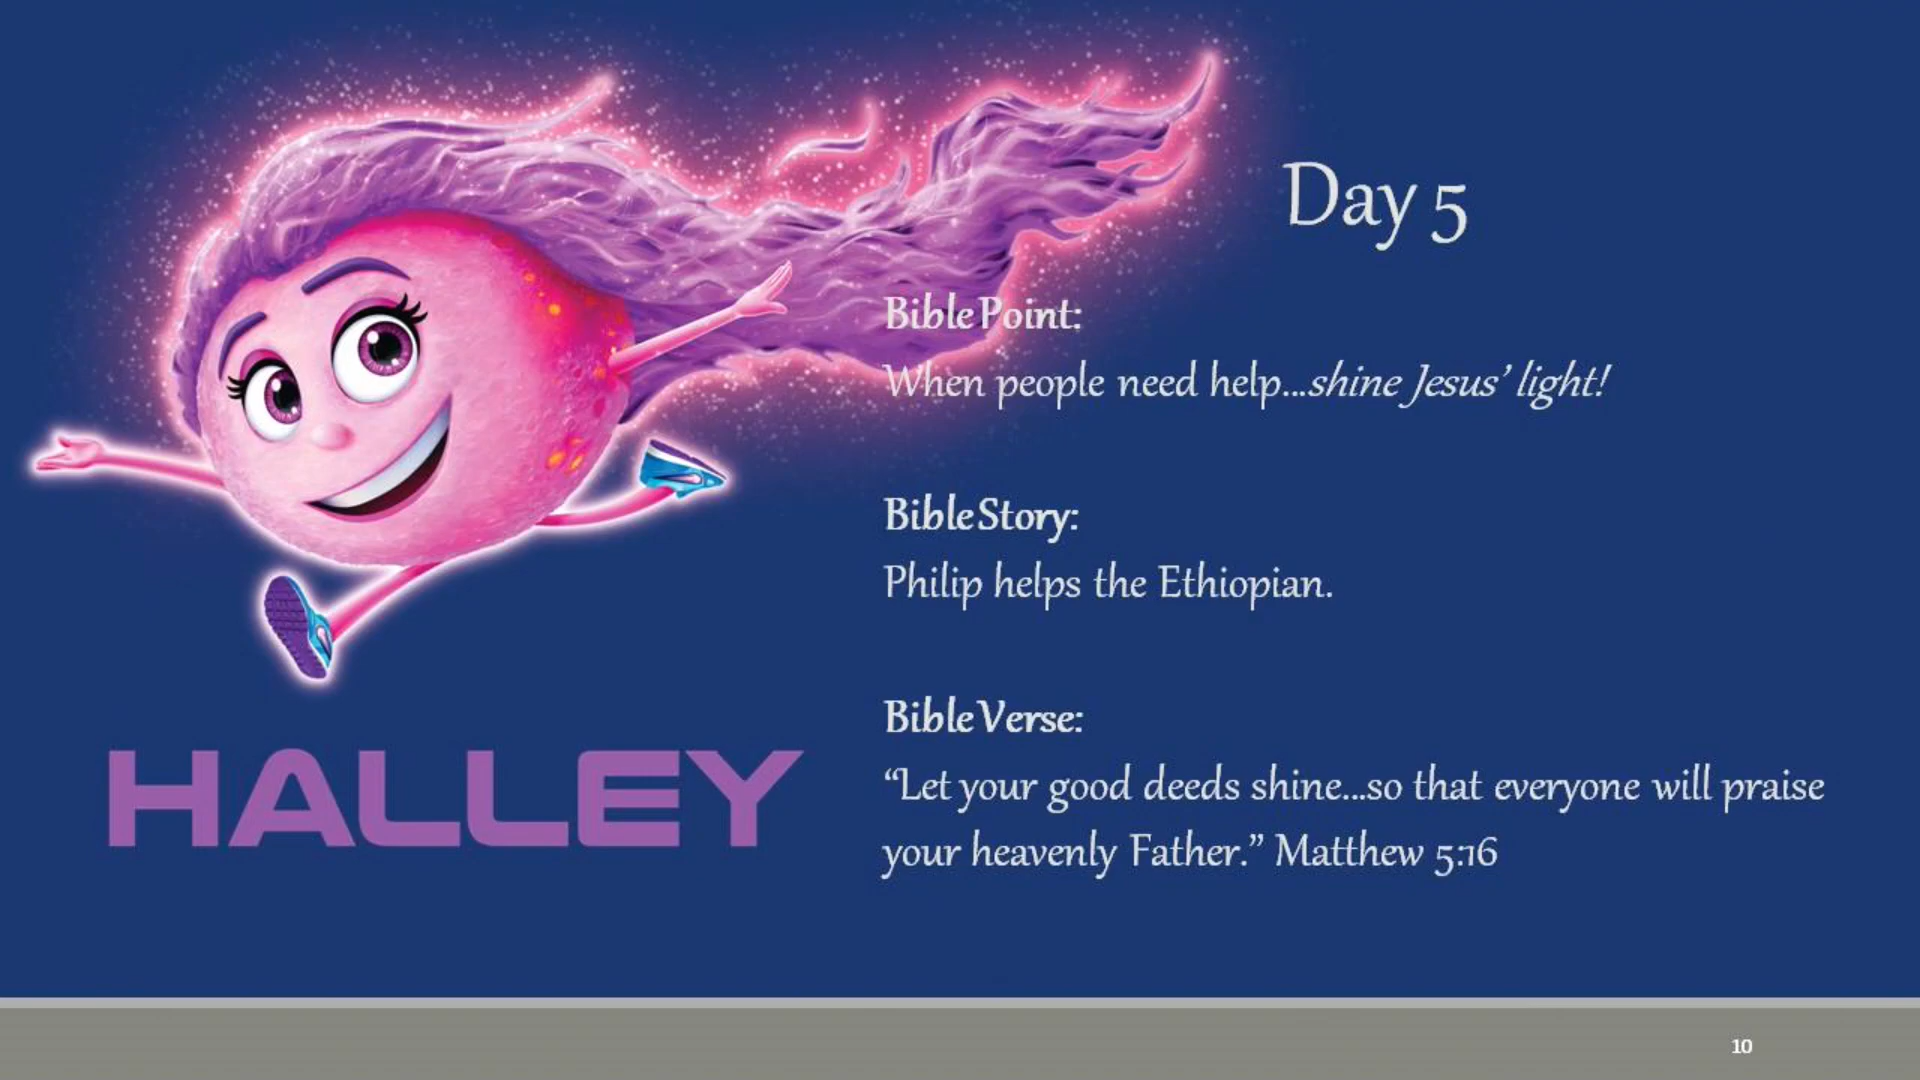 Day 5
Bible Point:
When people need help...shine Jesus’ light!
Bible Story:
Philip helps the Ethiopian.
Bible Verse:
“Let your good deeds shine...so that everyone will praise
your heavenly Father.” Matthew 5:16
HALLEY
10